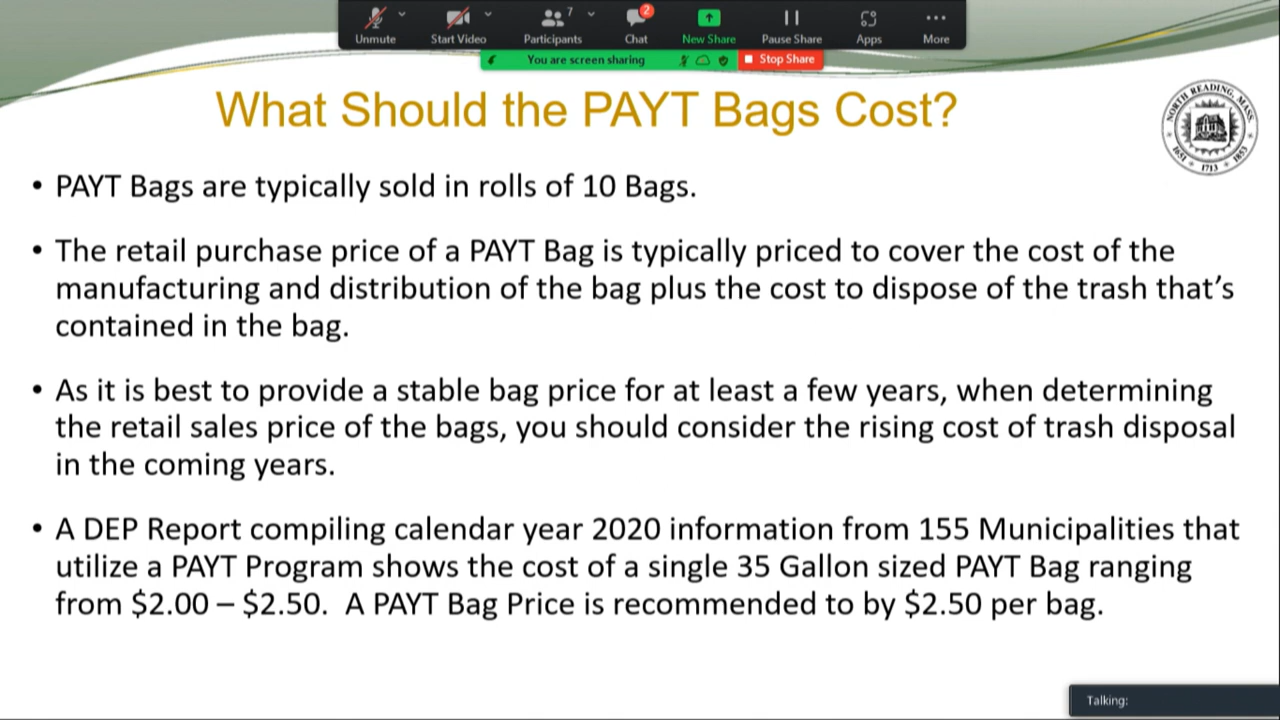 7
2
Unmute
Start Video
Participants
Chat
New Share
Pause Share
Apps
More
You are screen sharing
Stop Share
What Should the PAYT Bags Cost?
NORTH READING, MASS.
1651 1713 1853
• PAYT Bags are typically sold in rolls of 10 Bags.
• The retail purchase price of a PAYT Bag is typically priced to cover the cost of the
manufacturing and distribution of the bag plus the cost to dispose of the trash that’s
contained in the bag.
• As it is best to provide a stable bag price for at least a few years, when determining
the retail sales price of the bags, you should consider the rising cost of trash disposal
in the coming years.
• A DEP Report compiling calendar year 2020 information from 155 Municipalities that
utilize a PAYT Program shows the cost of a single 35 Gallon sized PAYT Bag ranging
from $2.00 – $2.50.  A PAYT Bag Price is recommended to by $2.50 per bag.
Talking: